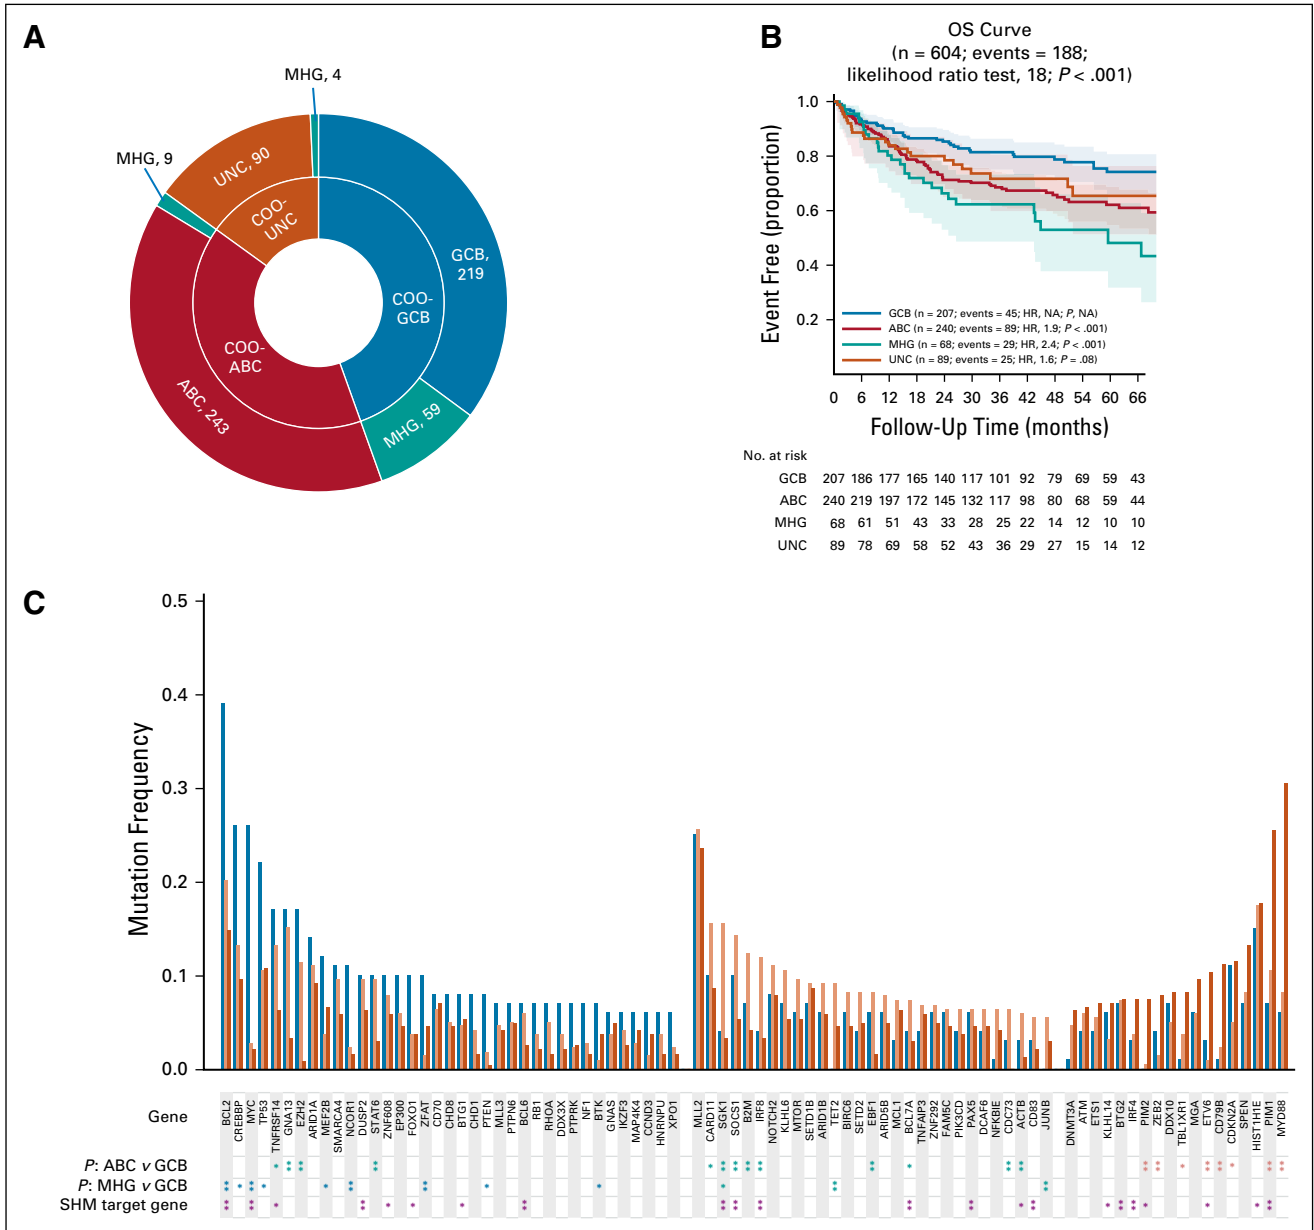 A
MHG, 4
MHG, 9
UNC, 90
COO-
UNC
GCB,
219
COO-
GCB
COO-
ABC
ABC, 243
MHG, 59
B
OS Curve
(n = 604; events = 188;
likelihood ratio test, 18; P < .001)
Event Free (proportion)
1.0
0.8
0.6
0.4
0.2
GCB (n = 207; events = 45; HR, NA; P, NA)
ABC (n = 240; events = 89; HR, 1.9; P < .001)
MHG (n = 68; events = 29; HR, 2.4; P < .001)
UNC (n = 89; events = 25; HR, 1.6; P = .08)
0 6 12 18 24 30 36 42 48 54 60 66
Follow-Up Time (months)
No. at risk
GCB 207 186 177 165 140 117 101 92 79 69 59 43
ABC 240 219 197 172 145 132 117 98 80 68 59 44
MHG 68 61 51 43 33 28 25 22 14 12 10 10
UNC 89 78 69 58 52 43 36 29 27 15 14 12
C
Mutation Frequency
0.5
0.4
0.3
0.2
0.1
0.0
Gene
BCL2
CREBBP
MYC
TP53
TNFRSF14
GNA13
EZH2
ARID1A
MEF2B
SMARCA4
NCOR1
DUSP2
STAT6
ZNF608
EP300
FOXO1
ZFAT
CD70
CHD8
BTG1
CHD1
PTEN
MLL3
PTPN6
BCL6
RB1
RHOA
DDX3X
PTPRK
NF1
BTK
GNAS
IKZF3
MAP4K4
CCND3
HNRNPU
XPO1
MLL2
CARD11
SGK1
SOCS1
B2M
IRF8
NOTCH2
KLHL6
MTOR
SETD1B
ARID1B
TET2
BIRC6
SETD2
EBF1
ARID5B
MCL1
BCL7A
TNFAIP3
ZNF292
FAM5C
PIK3CD
PAX5
DCAF6
NFKBIE
CDC73
ACTB
CD83
JUNB
DNMT3A
ATM
ETS1
KLHL14
BTG2
IRF4
PIM2
ZEB2
DDX10
TBL1XR1
MGA
ETV6
CD79B
CDKN2A
SPEN
HIST1H1E
PIM1
MYD88
P: ABC v GCB * ** ** ** * ** ** ** ** ** * ** ** ** ** * ** ** * ** **
P: MHG v GCB ** * ** * * ** ** * * * ** **
SHM target gene ** ** * ** * * * ** ** ** ** ** ** * ** * ** ** * * **